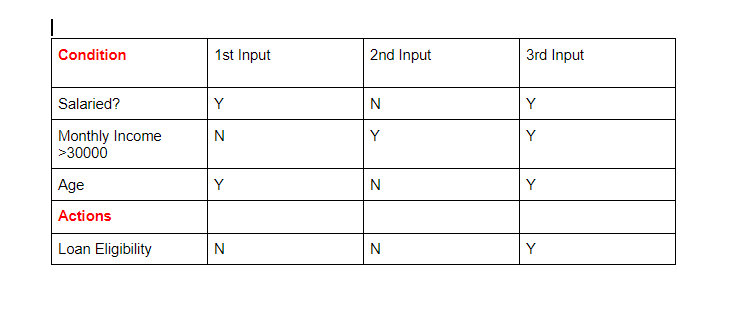 Condition 1st Input 2nd Input 3rd Input
Salaried? Y N Y
Monthly Income N Y Y
>30000
Age Y N Y
Actions
Loan Eligibility N N Y